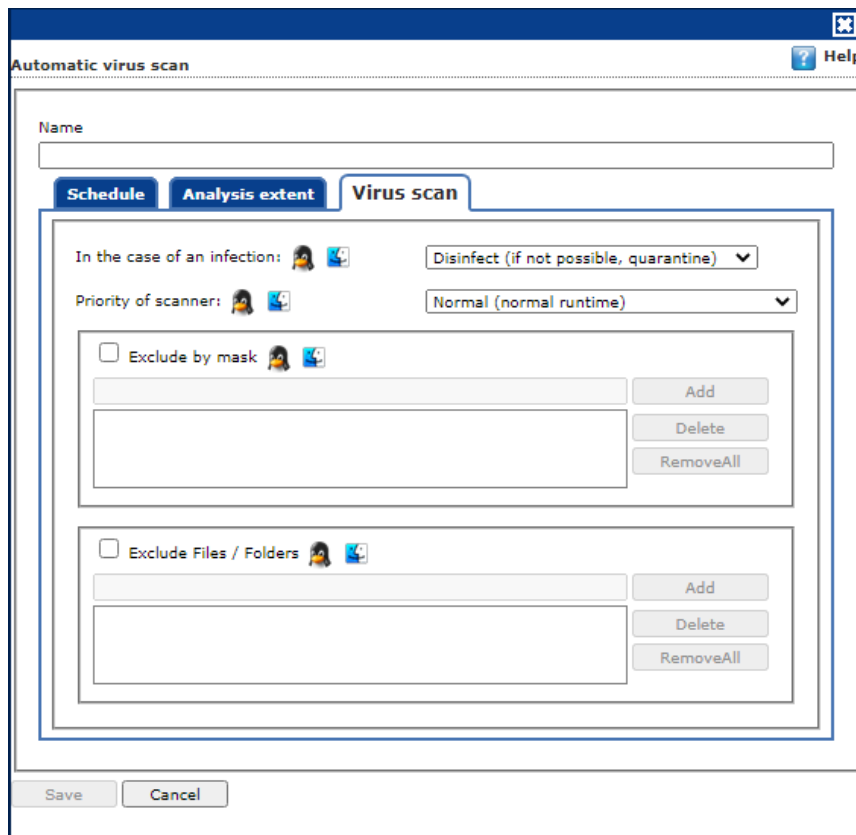 Automatic virus scan
Help
Name
Schedule
Analysis extent
Virus scan
In the case of an infection:
Disinfect (if not possible, quarantine)
Priority of scanner:
Normal (normal runtime)
Exclude by mask
Add
Delete
RemoveAll
Exclude Files / Folders
Add
Delete
RemoveAll
Save
Cancel